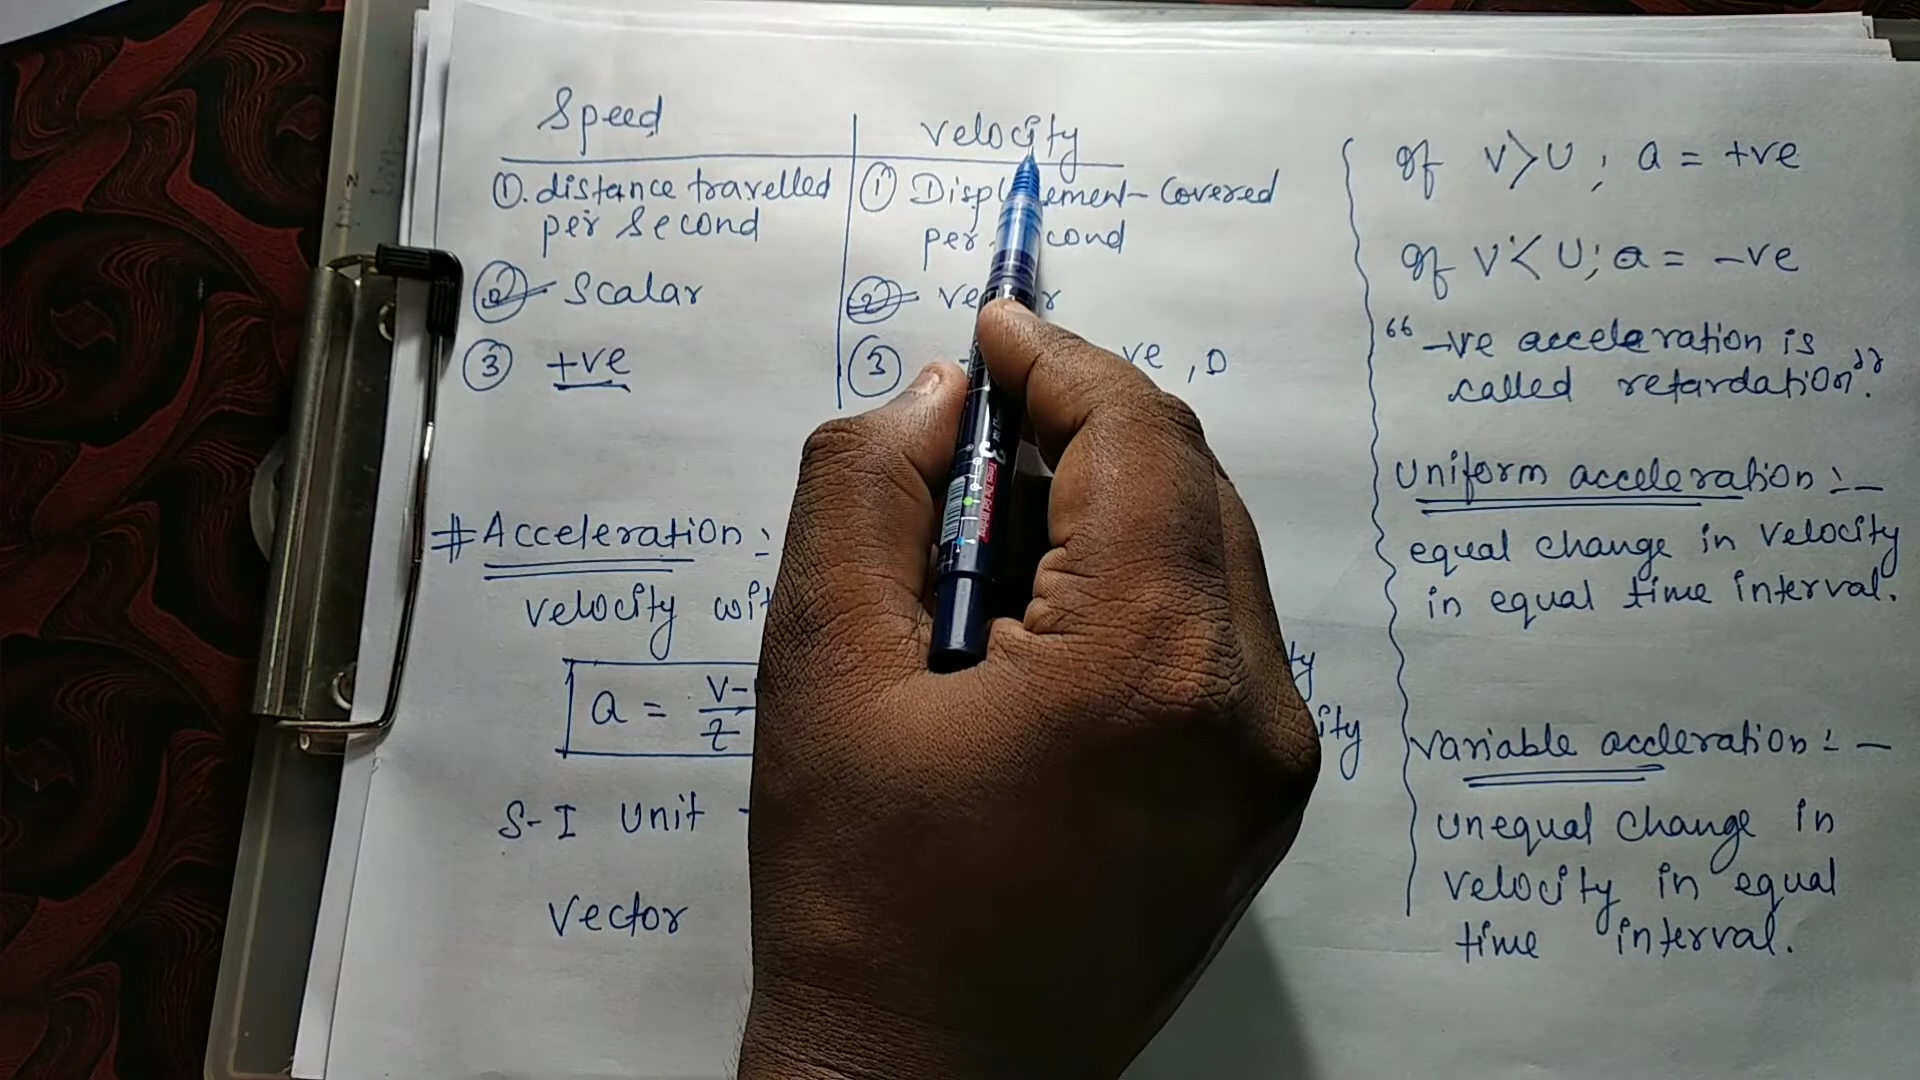 Speed
velocity
①. distance travelled
per second
① Displ ement covered
per cond
② Scalar
② ve r
③ +ve
③ ve , 0
# Acceleration :
velocity wit
a = v-
t
S-I unit -
Vector
ty
ity
If v>u ; a = +ve
If v<u ; a = -ve
“ -ve acceleration is
called retardation”.
Uniform acceleration :-
equal change in velocity
in equal time interval.
Variable accleration : -
unequal change in
velocity in equal
time interval.
3